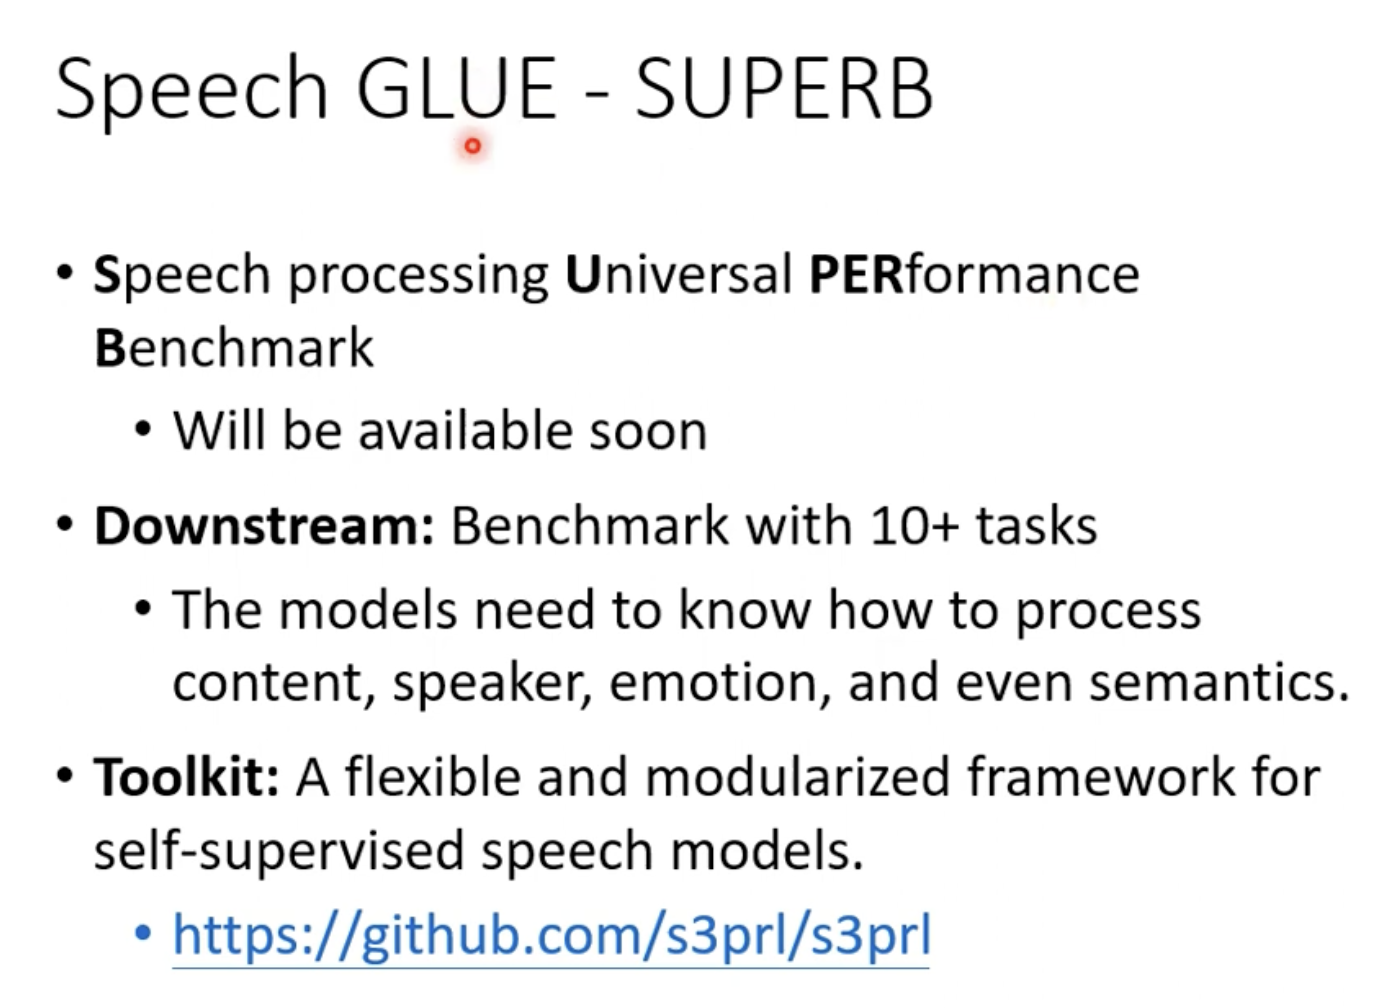 Speech GLUE - SUPERB
• Speech processing Universal PERformance
Benchmark
• Will be available soon
• Downstream: Benchmark with 10+ tasks
• The models need to know how to process
content, speaker, emotion, and even semantics.
• Toolkit: A flexible and modularized framework for
self-supervised speech models.
• https://github.com/s3prl/s3prl